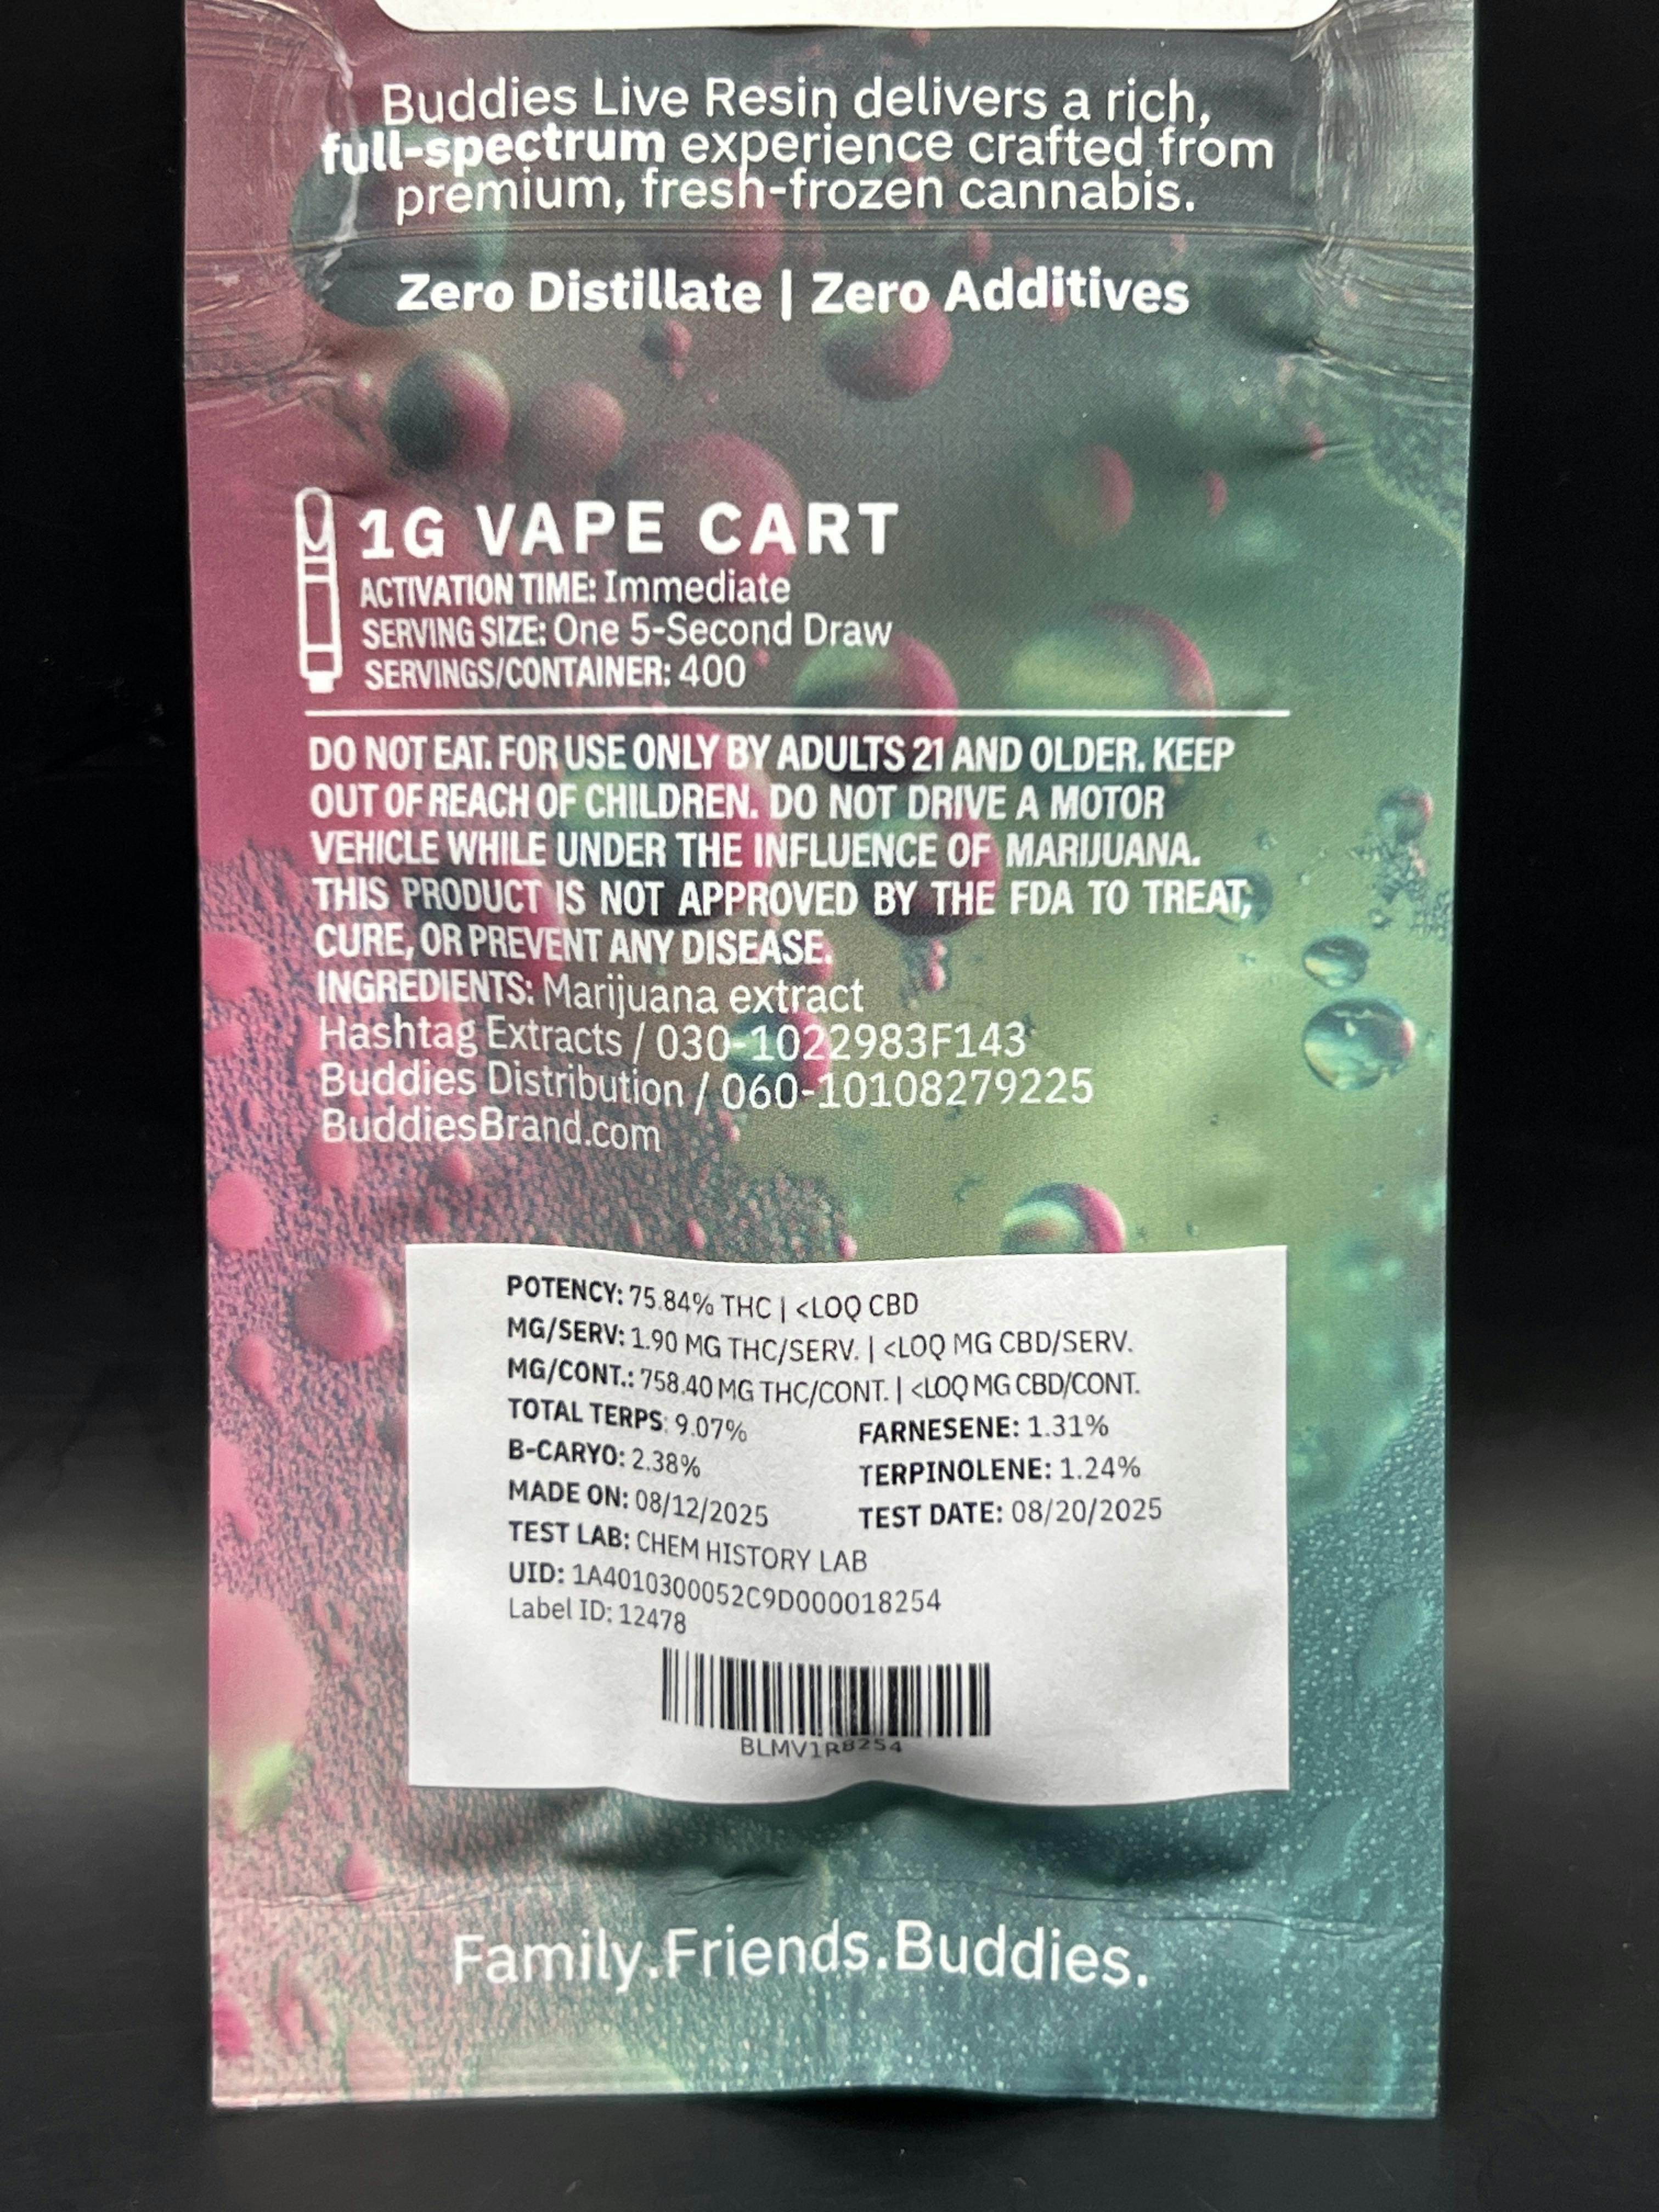 Buddies Live Resin delivers a rich,
full-spectrum experience crafted from
premium, fresh-frozen cannabis.
Zero Distillate | Zero Additives
1G VAPE CART
ACTIVATION TIME: Immediate
SERVING SIZE: One 5-Second Draw
SERVINGS/CONTAINER: 400
DO NOT EAT. FOR USE ONLY BY ADULTS 21 AND OLDER. KEEP
OUT OF REACH OF CHILDREN. DO NOT DRIVE A MOTOR
VEHICLE WHILE UNDER THE INFLUENCE OF MARIJUANA.
THIS PRODUCT IS NOT APPROVED BY THE FDA TO TREAT,
CURE, OR PREVENT ANY DISEASE.
INGREDIENTS: Marijuana extract
Hashtag Extracts / 030-1022983F143
Buddies Distribution / 060-10108279225
BuddiesBrand.com
POTENCY: 75.84% THC | <LOQ CBD
MG/SERV: 1.90 MG THC/SERV. | <LOQ MG CBD/SERV.
MG/CONT.: 758.40 MG THC/CONT. | <LOQ MG CBD/CONT.
TOTAL TERPS: 9.07% FARNESENE: 1.31%
B-CARYO: 2.38% TERPINOLENE: 1.24%
MADE ON: 08/12/2025 TEST DATE: 08/20/2025
TEST LAB: CHEM HISTORY LAB
UID: 1A4010300052C9D000018254
Label ID: 12478
BLMV1R8254
Family.Friends.Buddies.